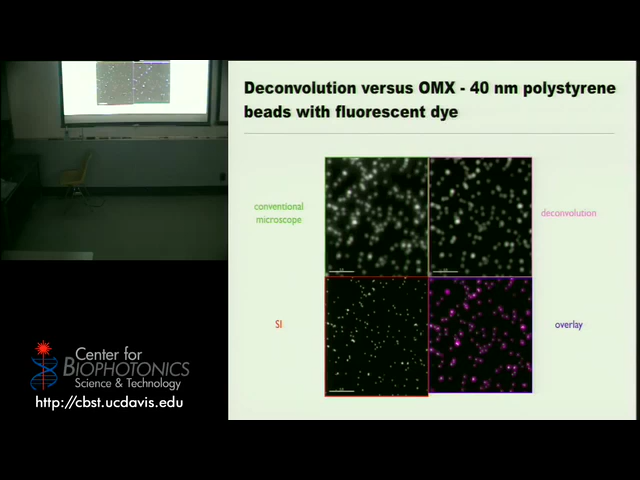 Deconvolution versus OMX - 40 nm polystyrene
beads with fluorescent dye
conventional
microscope
deconvolution
SI
overlay
Center for
BIOPHOTONICS
Science & Technology
http://cbst.ucdavis.edu